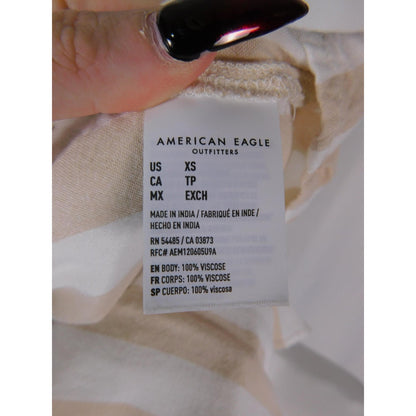 AMERICAN EAGLE
OUTFITTERS
US XS
CA TP
MX EXCH
MADE IN INDIA / FABRIQUÉ EN INDE /
HECHO EN INDIA
RN 54485 / CA 03873
RFC# AEM120605U9A
EN BODY: 100% VISCOSE
FR CORPS: 100% VISCOSE
SP CUERPO: 100% viscosa